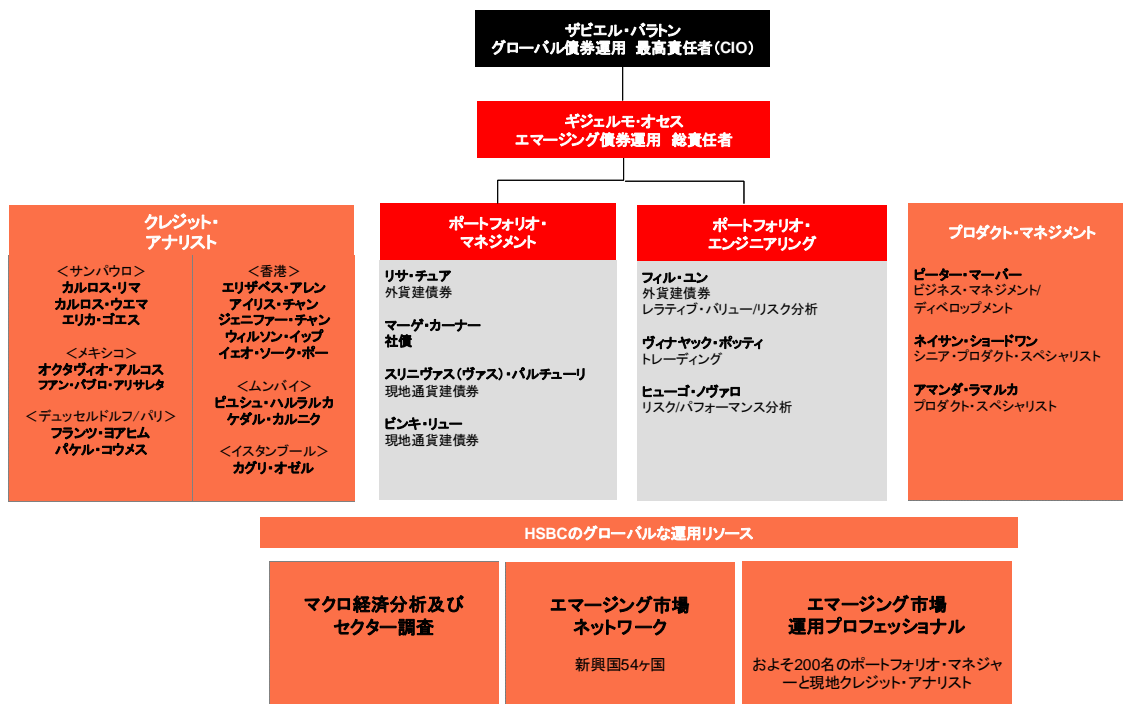 ザビエル・バラトン
グローバル債券運用 最高責任者(CIO)
ギジェルモ・オセス
エマージング債券運用 総責任者
クレジット・
アナリスト
<サンパウロ>
カルロス・リマ
カルロス・ウエマ
エリカ・ゴエス
<メキシコ>
オクタヴィオ・アルコス
フアン・パブロ・アリサレタ
<デュッセルドルフ/パリ>
フランツ・ヨアヒム
パケル・コウメス
<香港>
エリザベス・アレン
アイリス・チャン
ジェニファー・チャン
ウィルソン・イップ
イェオ・ソーク・ポー
<ムンバイ>
ピユシュ・ハルラルカ
ケダル・カルニク
<イスタンブール>
カグリ・オゼル
ポートフォリオ・
マネジメント
リサ・チュア
外貨建債券
マーゲ・カーナー
社債
スリニヴァス(ヴァス)・パルチューリ
現地通貨建債券
ピンキ・リュー
現地通貨建債券
ポートフォリオ・
エンジニアリング
フィル・ユン
外貨建債券
レラティブ・バリュー/リスク分析
ヴィナヤック・ポッティ
トレーディング
ヒューゴ・ノヴァロ
リスク/パフォーマンス分析
プロダクト・マネジメント
ピーター・マーバー
ビジネス・マネジメント/
ディベロップメント
ネイサン・ショードワン
シニア・プロダクト・スペシャリスト
アマンダ・ラマルカ
プロダクト・スペシャリスト
HSBCのグローバルな運用リソース
マクロ経済分析及び
セクター調査
エマージング市場
ネットワーク
新興国54ヶ国
エマージング市場
運用プロフェッショナル
およそ200名のポートフォリオ・マネジャ
ーと現地クレジット・アナリスト